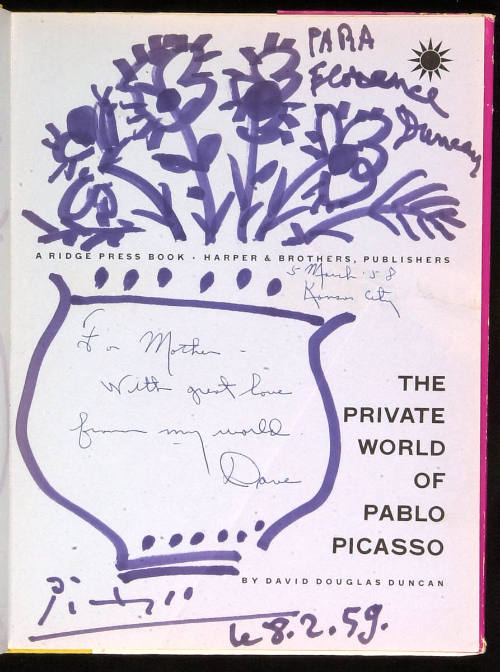 PARA
Florence
Duncan
A RIDGE PRESS BOOK · HARPER & BROTHERS, PUBLISHERS
5 March 58
Kansas City
For Mother -
With great love
from my world
Dave
THE
PRIVATE
WORLD
OF
PABLO
PICASSO
BY DAVID DOUGLAS DUNCAN
Picasso
le 8.2.59.